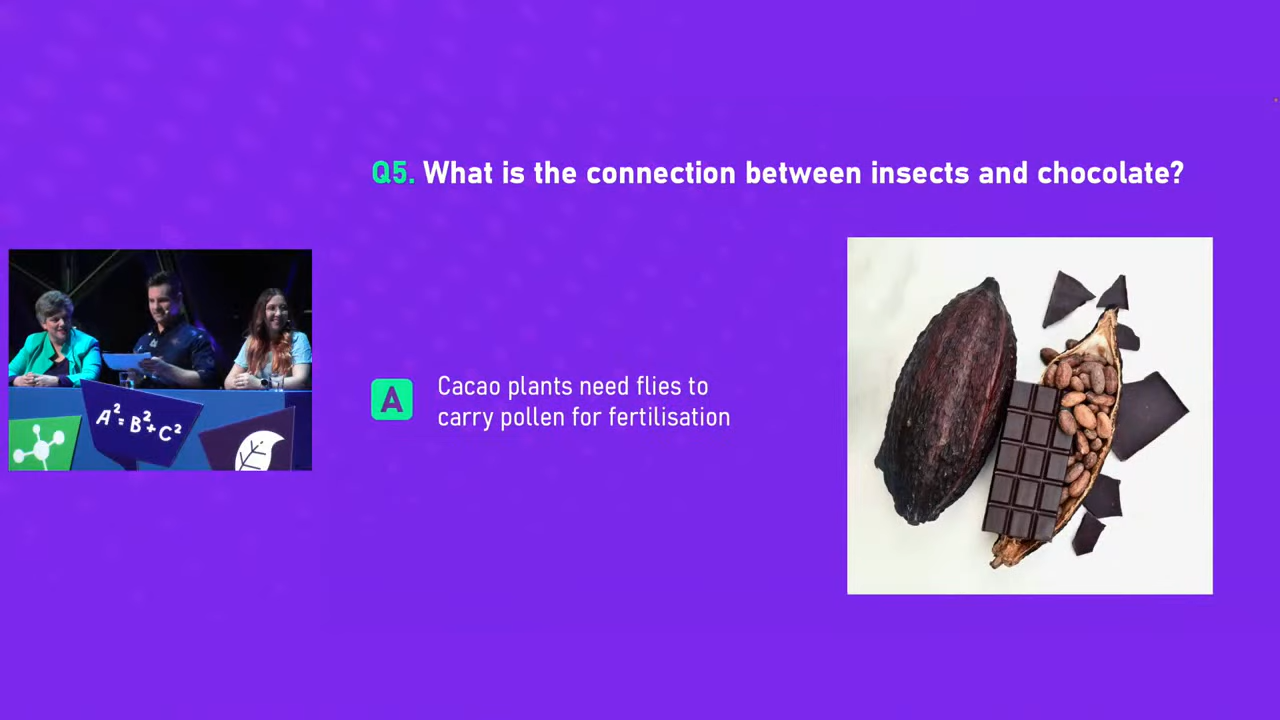 Q5. What is the connection between insects and chocolate?
A
Cacao plants need flies to
carry pollen for fertilisation
A²=B²+C²